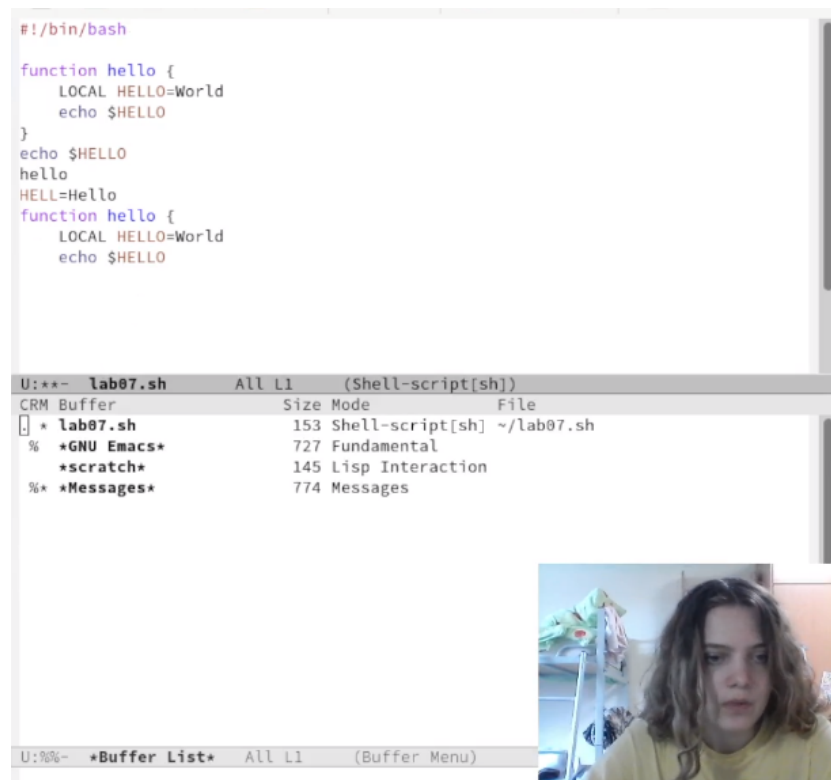 #!/bin/bash
function hello {
    LOCAL HELLO=World
    echo $HELLO
}
echo $HELLO
hello
HELL=Hello
function hello {
    LOCAL HELLO=World
    echo $HELLO
U:**-  lab07.sh       All L1     (Shell-script[sh])
CRM Buffer                 Size Mode             File
. * lab07.sh                153 Shell-script[sh] ~/lab07.sh
 %  *GNU Emacs*             727 Fundamental
    *scratch*               145 Lisp Interaction
 %* *Messages*              774 Messages
U:%%-  *Buffer List*   All L1     (Buffer Menu)